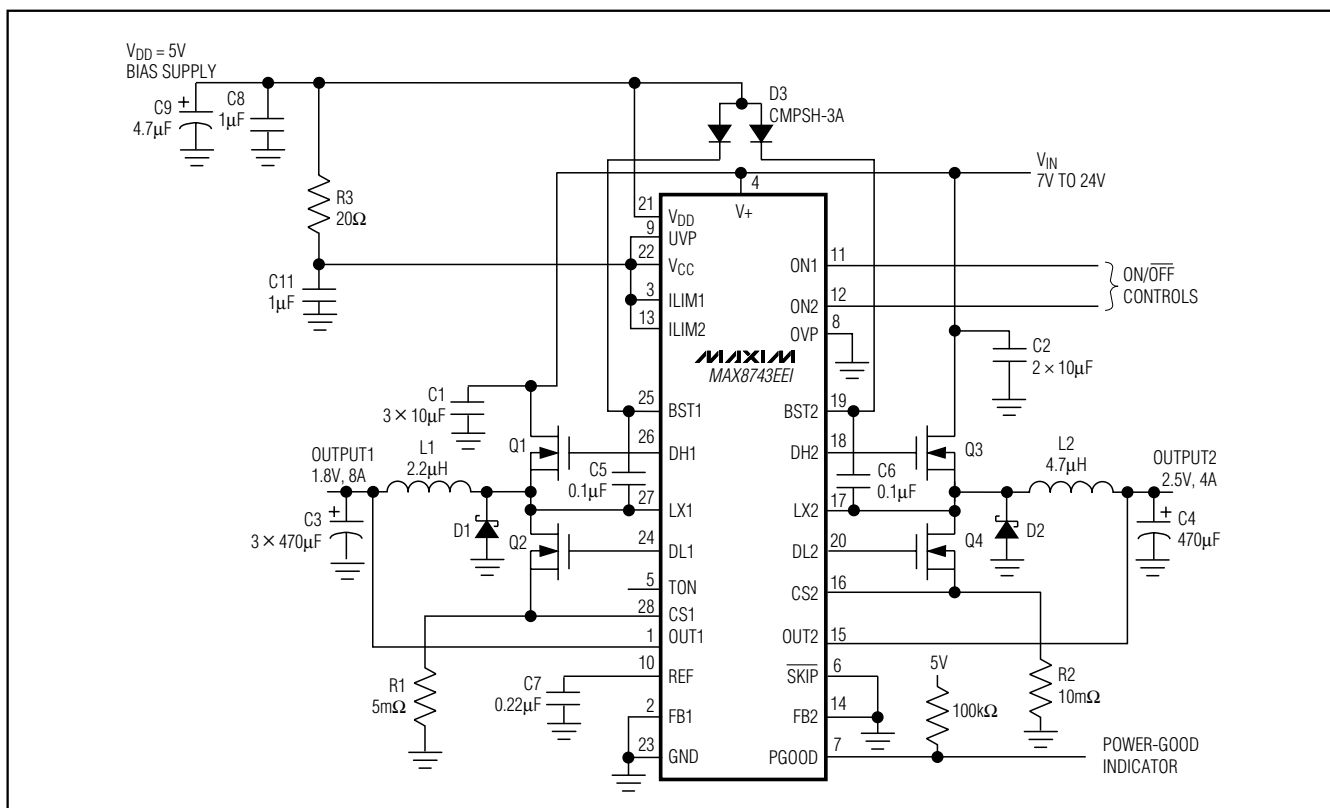 VDD = 5V
BIAS SUPPLY
C9
+
4.7µF
C8
1µF
D3
CMPSH-3A
VIN
7V TO 24V
R3
20Ω
C11
1µF
4
V+
21
VDD
9
UVP
22
VCC
3
ILIM1
13
ILIM2
ON1
11
ON2
12
ON/OFF
CONTROLS
OVP
8
MAXIM
MAX8743EEI
C2
2 × 10µF
C1
3 × 10µF
25
BST1
BST2
19
Q1
26
DH1
DH2
18
Q3
OUTPUT1
1.8V, 8A
L1
2.2µH
C5
0.1µF
C6
0.1µF
L2
4.7µH
OUTPUT2
2.5V, 4A
27
LX1
LX2
17
+
C3
3 × 470µF
D1
Q2
24
DL1
DL2
20
Q4
D2
+
C4
470µF
5
TON
CS2
16
28
CS1
1
OUT1
OUT2
15
10
REF
SKIP
6
5V
R1
5mΩ
C7
0.22µF
R2
10mΩ
100kΩ
2
FB1
FB2
14
23
GND
PGOOD
7
POWER-GOOD
INDICATOR